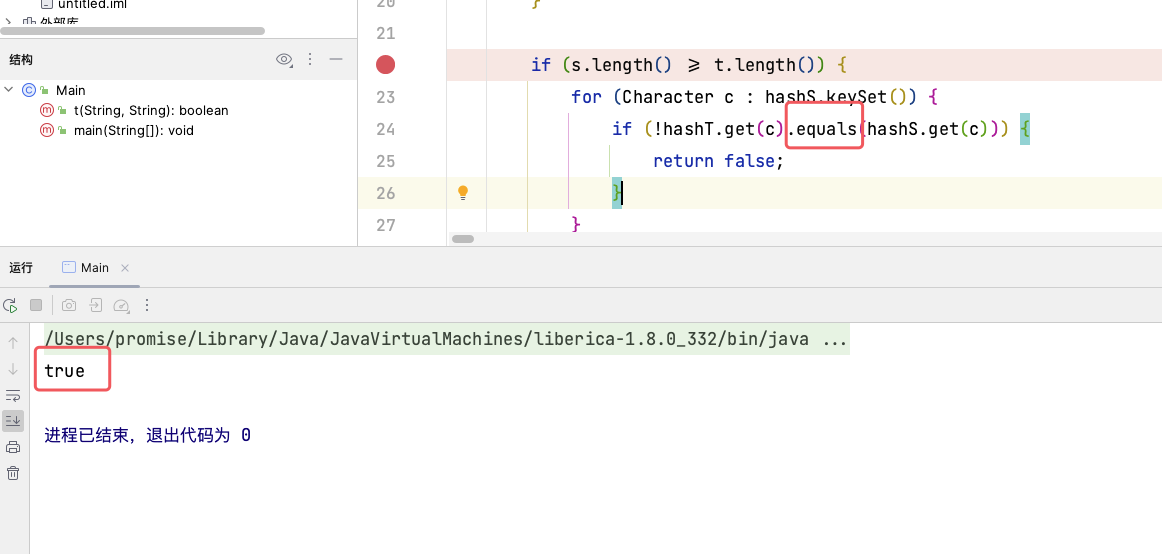 untitled.iml
外部库
结构
Main
t(String, String): boolean
main(String[]): void
20 }
21
if (s.length() >= t.length()) {
23 for (Character c : hashS.keySet()) {
24 if (!hashT.get(c).equals(hashS.get(c))) {
25 return false;
26 }
27 }
运行 Main
/Users/promise/Library/Java/JavaVirtualMachines/liberica-1.8.0_332/bin/java ...
true
进程已结束，退出代码为 0